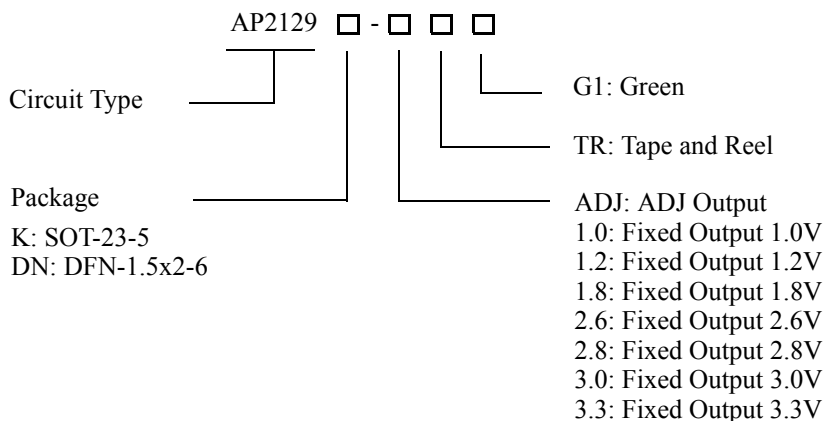 AP2129 -
Circuit Type
G1: Green
TR: Tape and Reel
Package
K: SOT-23-5
DN: DFN-1.5x2-6
ADJ: ADJ Output
1.0: Fixed Output 1.0V
1.2: Fixed Output 1.2V
1.8: Fixed Output 1.8V
2.6: Fixed Output 2.6V
2.8: Fixed Output 2.8V
3.0: Fixed Output 3.0V
3.3: Fixed Output 3.3V